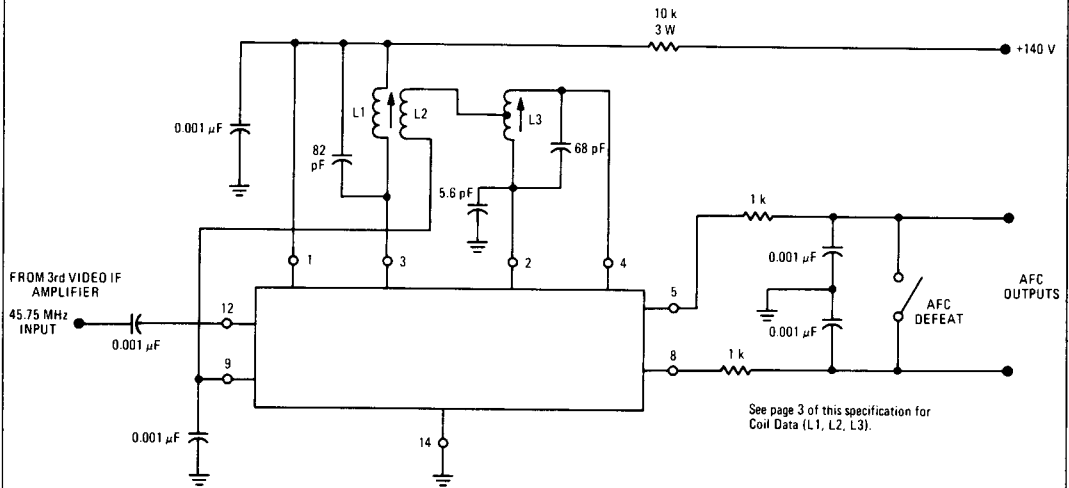 10 k
3 W
+140 V
L1
L2
L3
0.001 μF
82
pF
68 pF
5.6 pF
1 k
1
3
2
4
FROM 3rd VIDEO IF
AMPLIFIER
45.75 MHz
INPUT
0.001 μF
12
9
5
8
0.001 μF
0.001 μF
AFC
DEFEAT
AFC
OUTPUTS
1 k
0.001 μF
14
See page 3 of this specification for
Coil Data (L1, L2, L3).